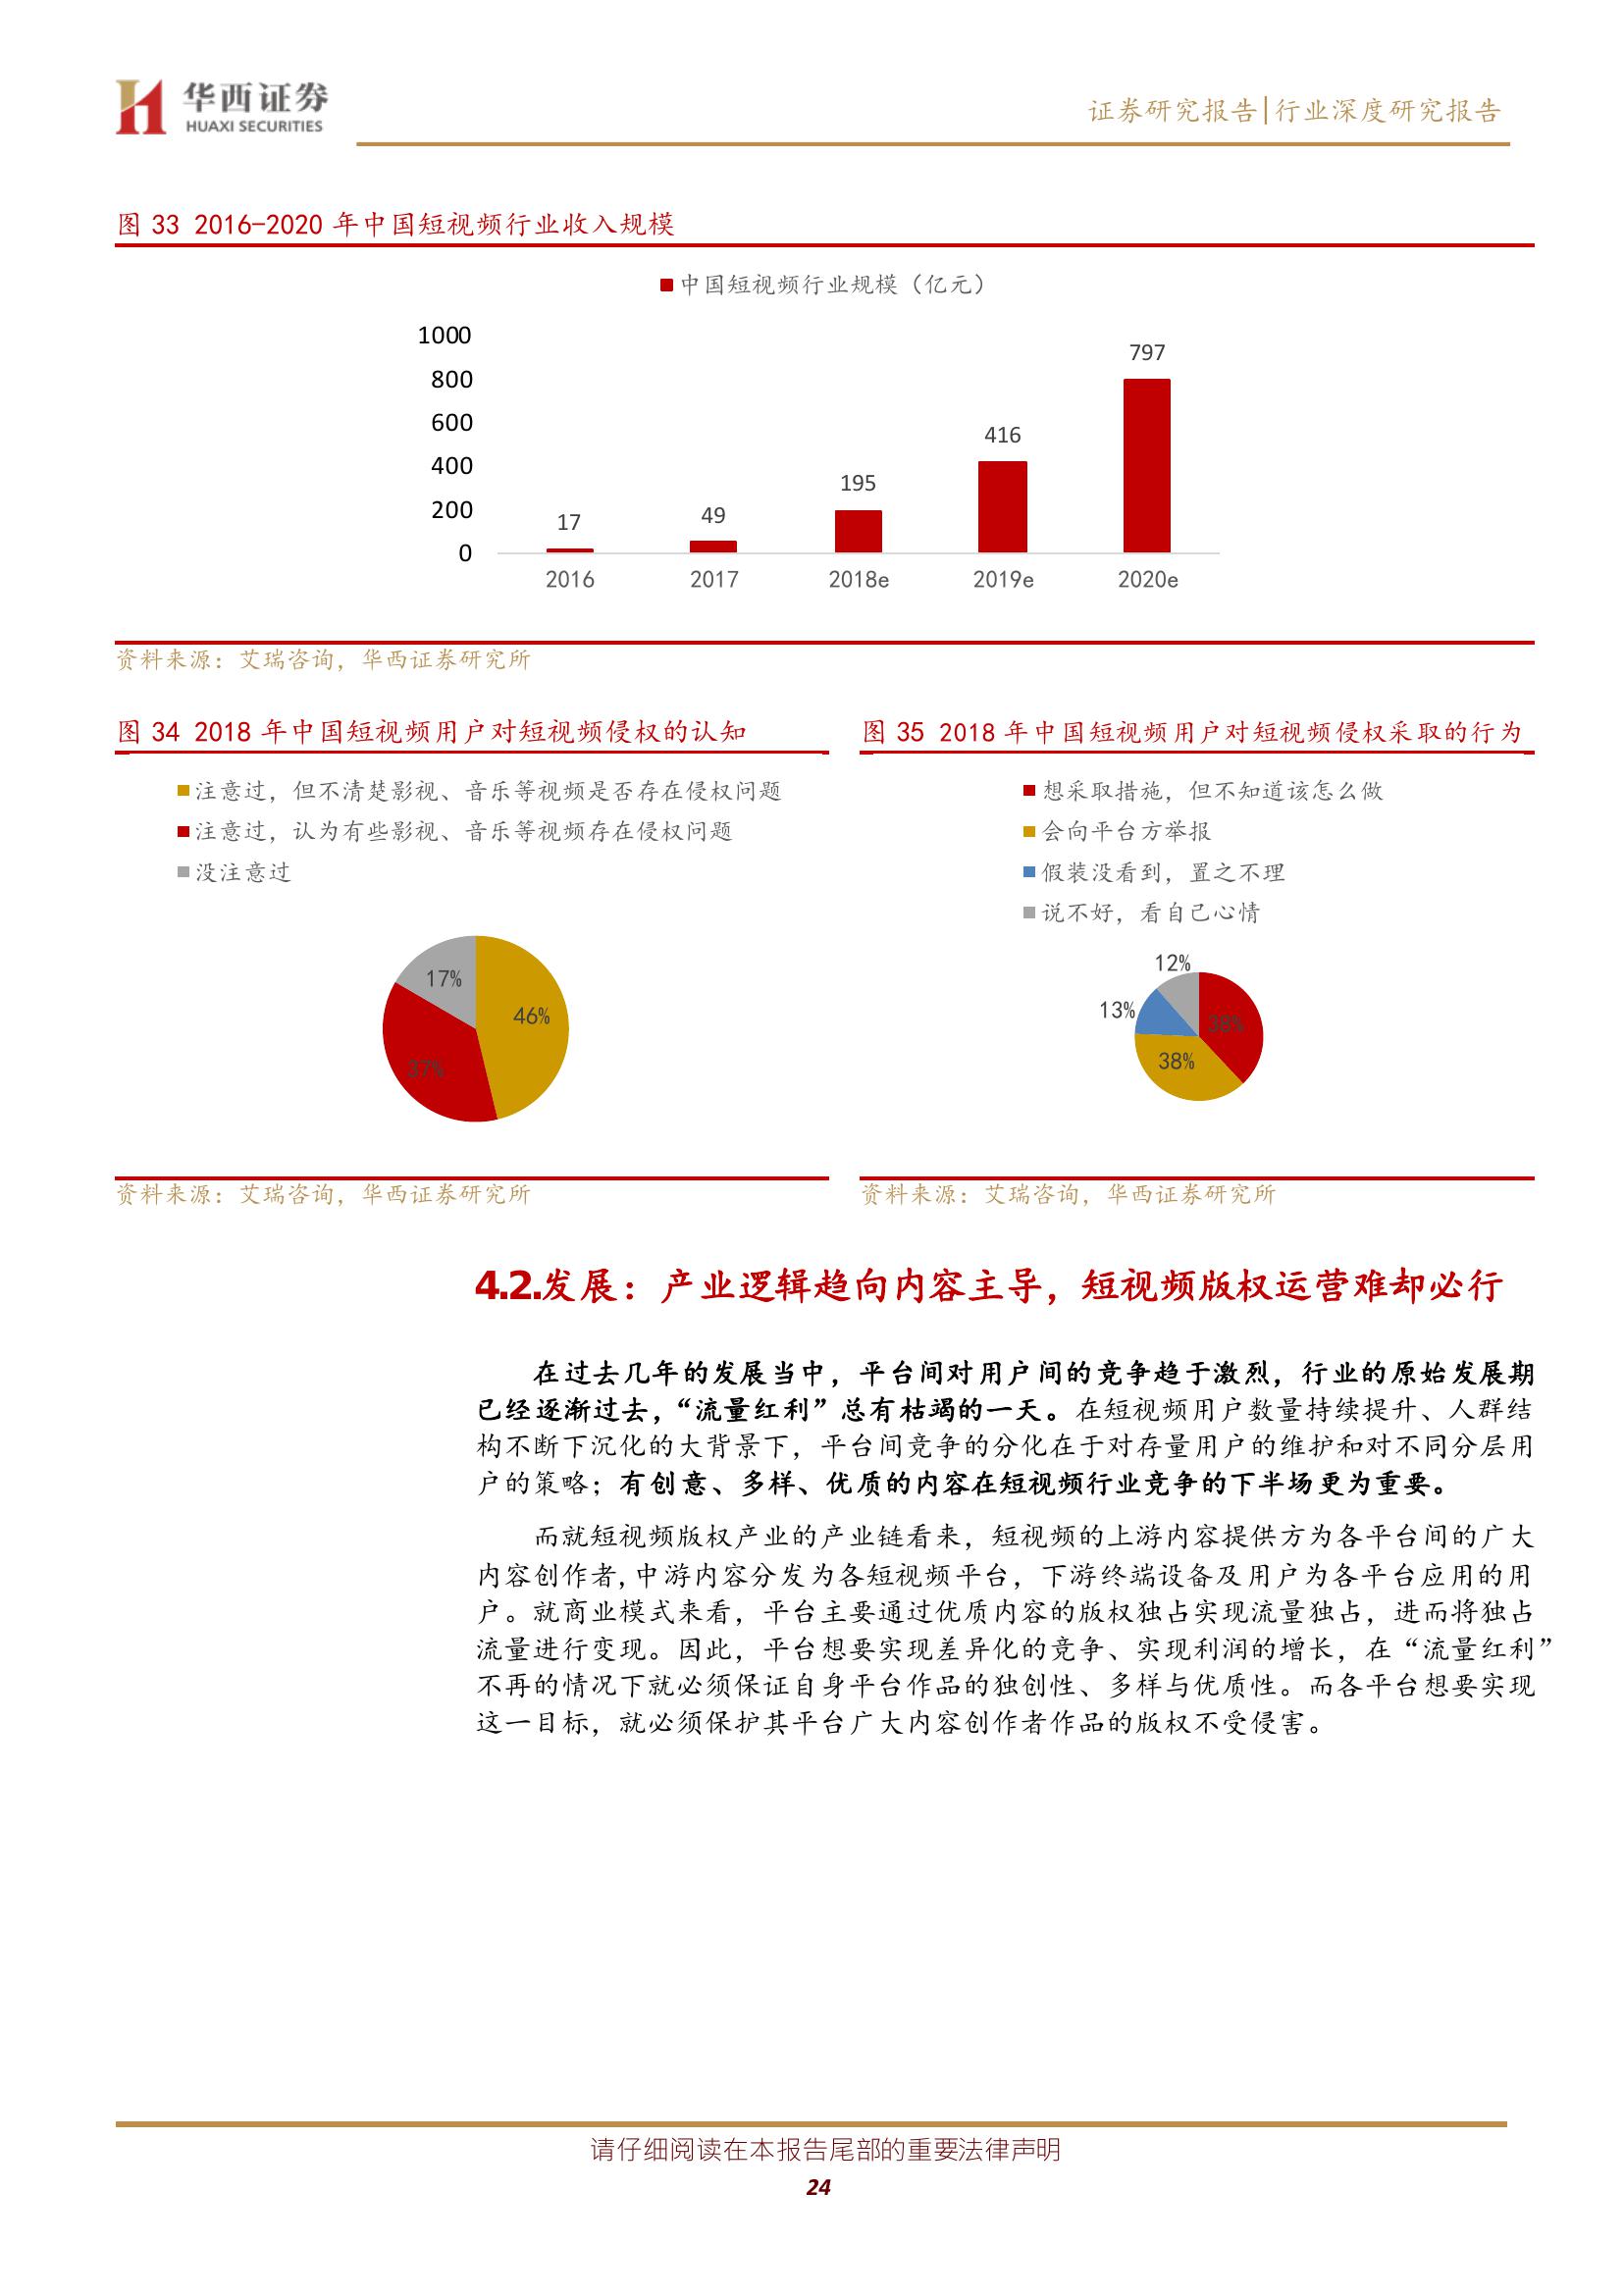 华西证券
HUAXI SECURITIES
证券研究报告|行业深度研究报告
图 33 2016-2020 年中国短视频行业收入规模
中国短视频行业规模（亿元）
1000
800
600
400
200
0
17
49
195
416
797
2016
2017
2018e
2019e
2020e
资料来源：艾瑞咨询，华西证券研究所
图 34 2018 年中国短视频用户对短视频侵权的认知
注意过，但不清楚影视、音乐等视频是否存在侵权问题
注意过，认为有些影视、音乐等视频存在侵权问题
没注意过
17%
46%
37%
资料来源：艾瑞咨询，华西证券研究所
图 35 2018 年中国短视频用户对短视频侵权采取的行为
想采取措施，但不知道该怎么做
会向平台方举报
假装没看到，置之不理
说不好，看自己心情
12%
13%
38%
38%
资料来源：艾瑞咨询，华西证券研究所
4.2.发展：产业逻辑趋向内容主导，短视频版权运营难却必行
在过去几年的发展当中，平台间对用户间的竞争趋于激烈，行业的原始发展期
已经逐渐过去，“流量红利”总有枯竭的一天。在短视频用户数量持续提升、人群结
构不断下沉化的大背景下，平台间竞争的分化在于对存量用户的维护和对不同分层用
户的策略；有创意、多样、优质的内容在短视频行业竞争的下半场更为重要。
而就短视频版权产业的产业链看来，短视频的上游内容提供方为各平台间的广大
内容创作者,中游内容分发为各短视频平台，下游终端设备及用户为各平台应用的用
户。就商业模式来看，平台主要通过优质内容的版权独占实现流量独占，进而将独占
流量进行变现。因此，平台想要实现差异化的竞争、实现利润的增长，在“流量红利”
不再的情况下就必须保证自身平台作品的独创性、多样与优质性。而各平台想要实现
这一目标，就必须保护其平台广大内容创作者作品的版权不受侵害。
请仔细阅读在本报告尾部的重要法律声明
24